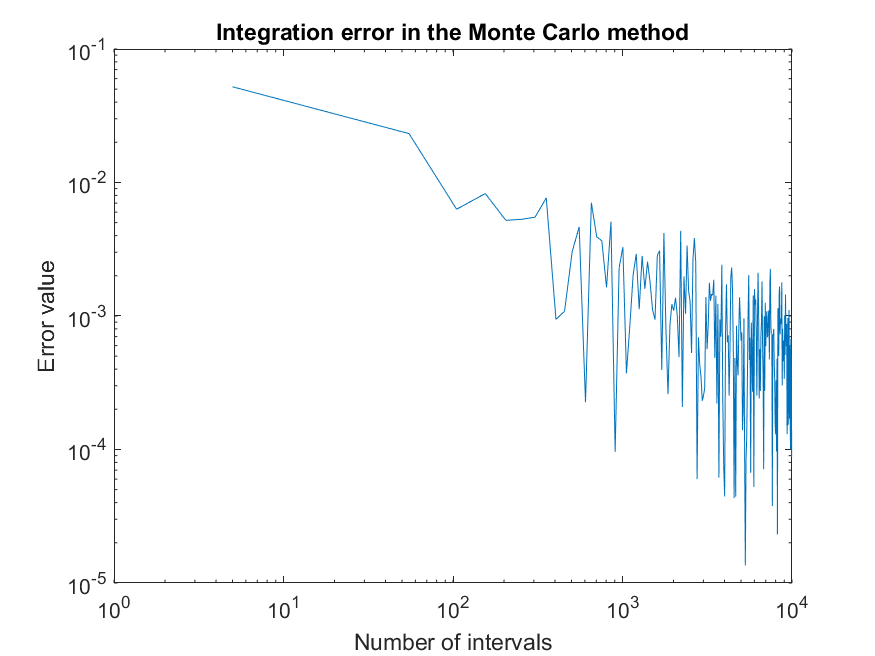 Integration error in the Monte Carlo method
10^-1
10^-2
10^-3
10^-4
10^-5
Error value
10^0 10^1 10^2 10^3 10^4
Number of intervals